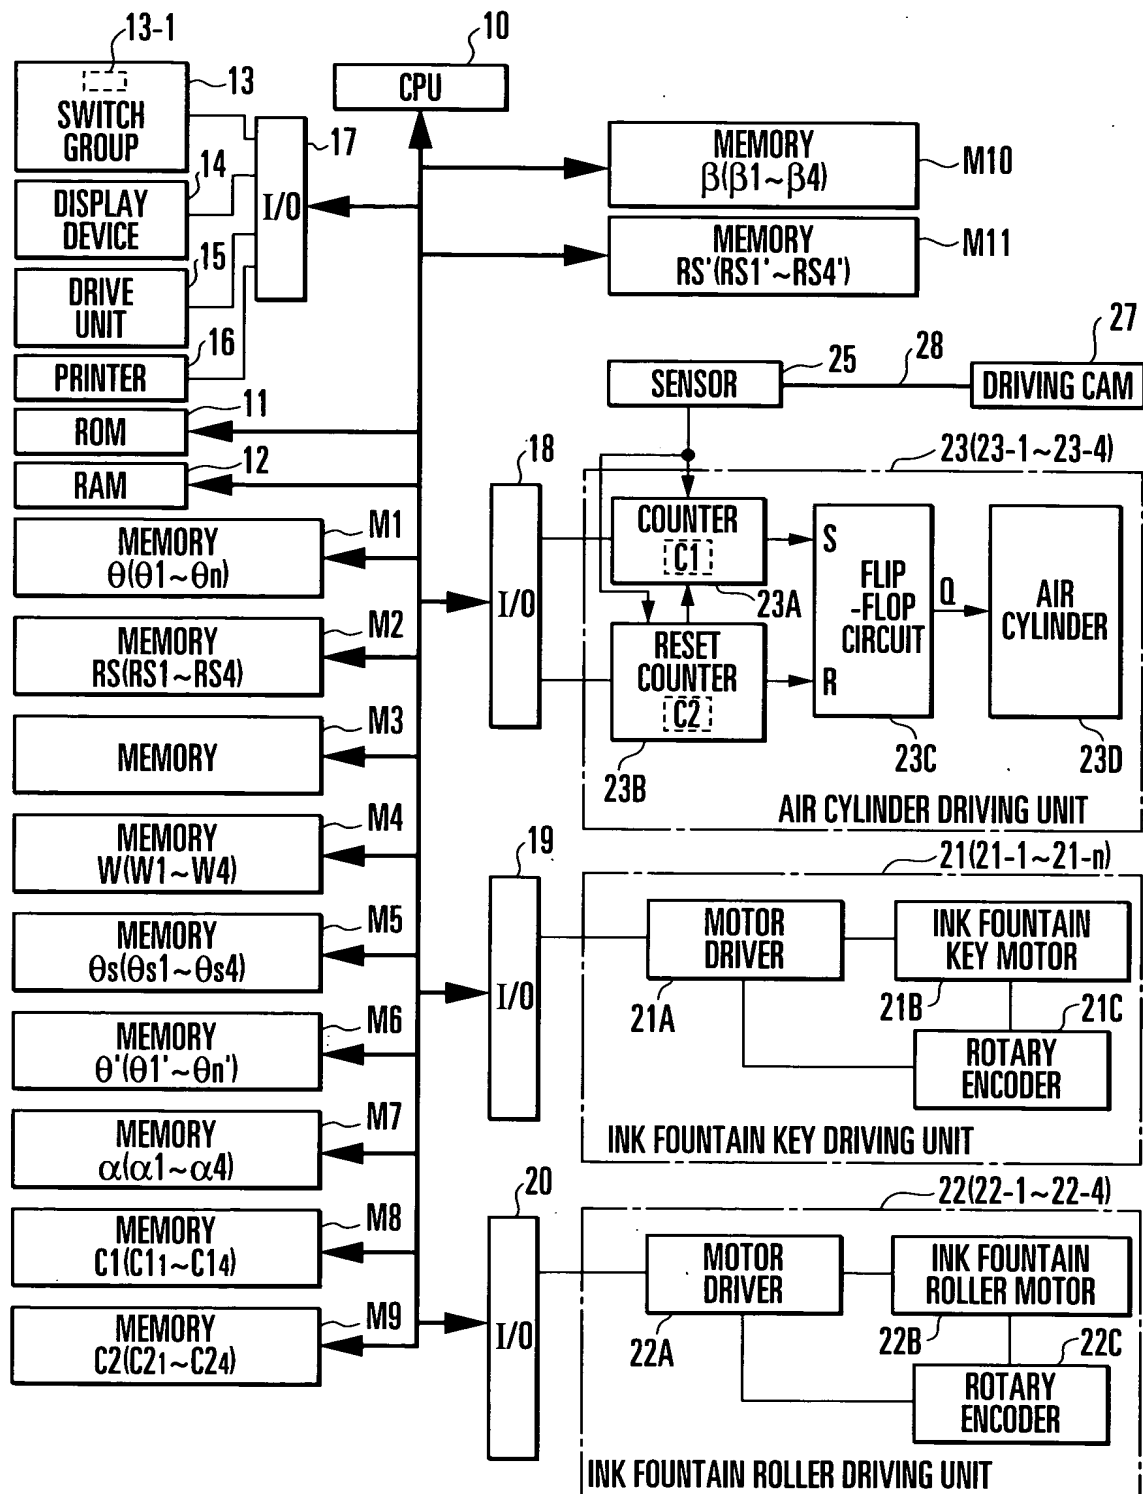 13-1
13
SWITCH
GROUP
10
CPU
17
I/O
14
DISPLAY
DEVICE
15
DRIVE
UNIT
16
PRINTER
11
ROM
12
RAM
M1
MEMORY
θ(θ1~θn)
M2
MEMORY
RS(RS1~RS4)
M3
MEMORY
M4
MEMORY
W(W1~W4)
M5
MEMORY
θs(θs1~θs4)
M6
MEMORY
θ'(θ1'~θn')
M7
MEMORY
α(α1~α4)
M8
MEMORY
C1(C11~C14)
M9
MEMORY
C2(C21~C24)
MEMORY
β(β1~β4)
M10
MEMORY
RS'(RS1'~RS4')
M11
25
SENSOR
28
27
DRIVING CAM
18
I/O
23(23-1~23-4)
COUNTER
C1
23A
RESET
COUNTER
C2
23B
S
R
FLIP
-FLOP
CIRCUIT
Q
23C
AIR
CYLINDER
23D
AIR CYLINDER DRIVING UNIT
19
I/O
21(21-1~21-n)
MOTOR
DRIVER
21A
INK FOUNTAIN
KEY MOTOR
21B
21C
ROTARY
ENCODER
INK FOUNTAIN KEY DRIVING UNIT
20
I/O
22(22-1~22-4)
MOTOR
DRIVER
22A
INK FOUNTAIN
ROLLER MOTOR
22B
22C
ROTARY
ENCODER
INK FOUNTAIN ROLLER DRIVING UNIT